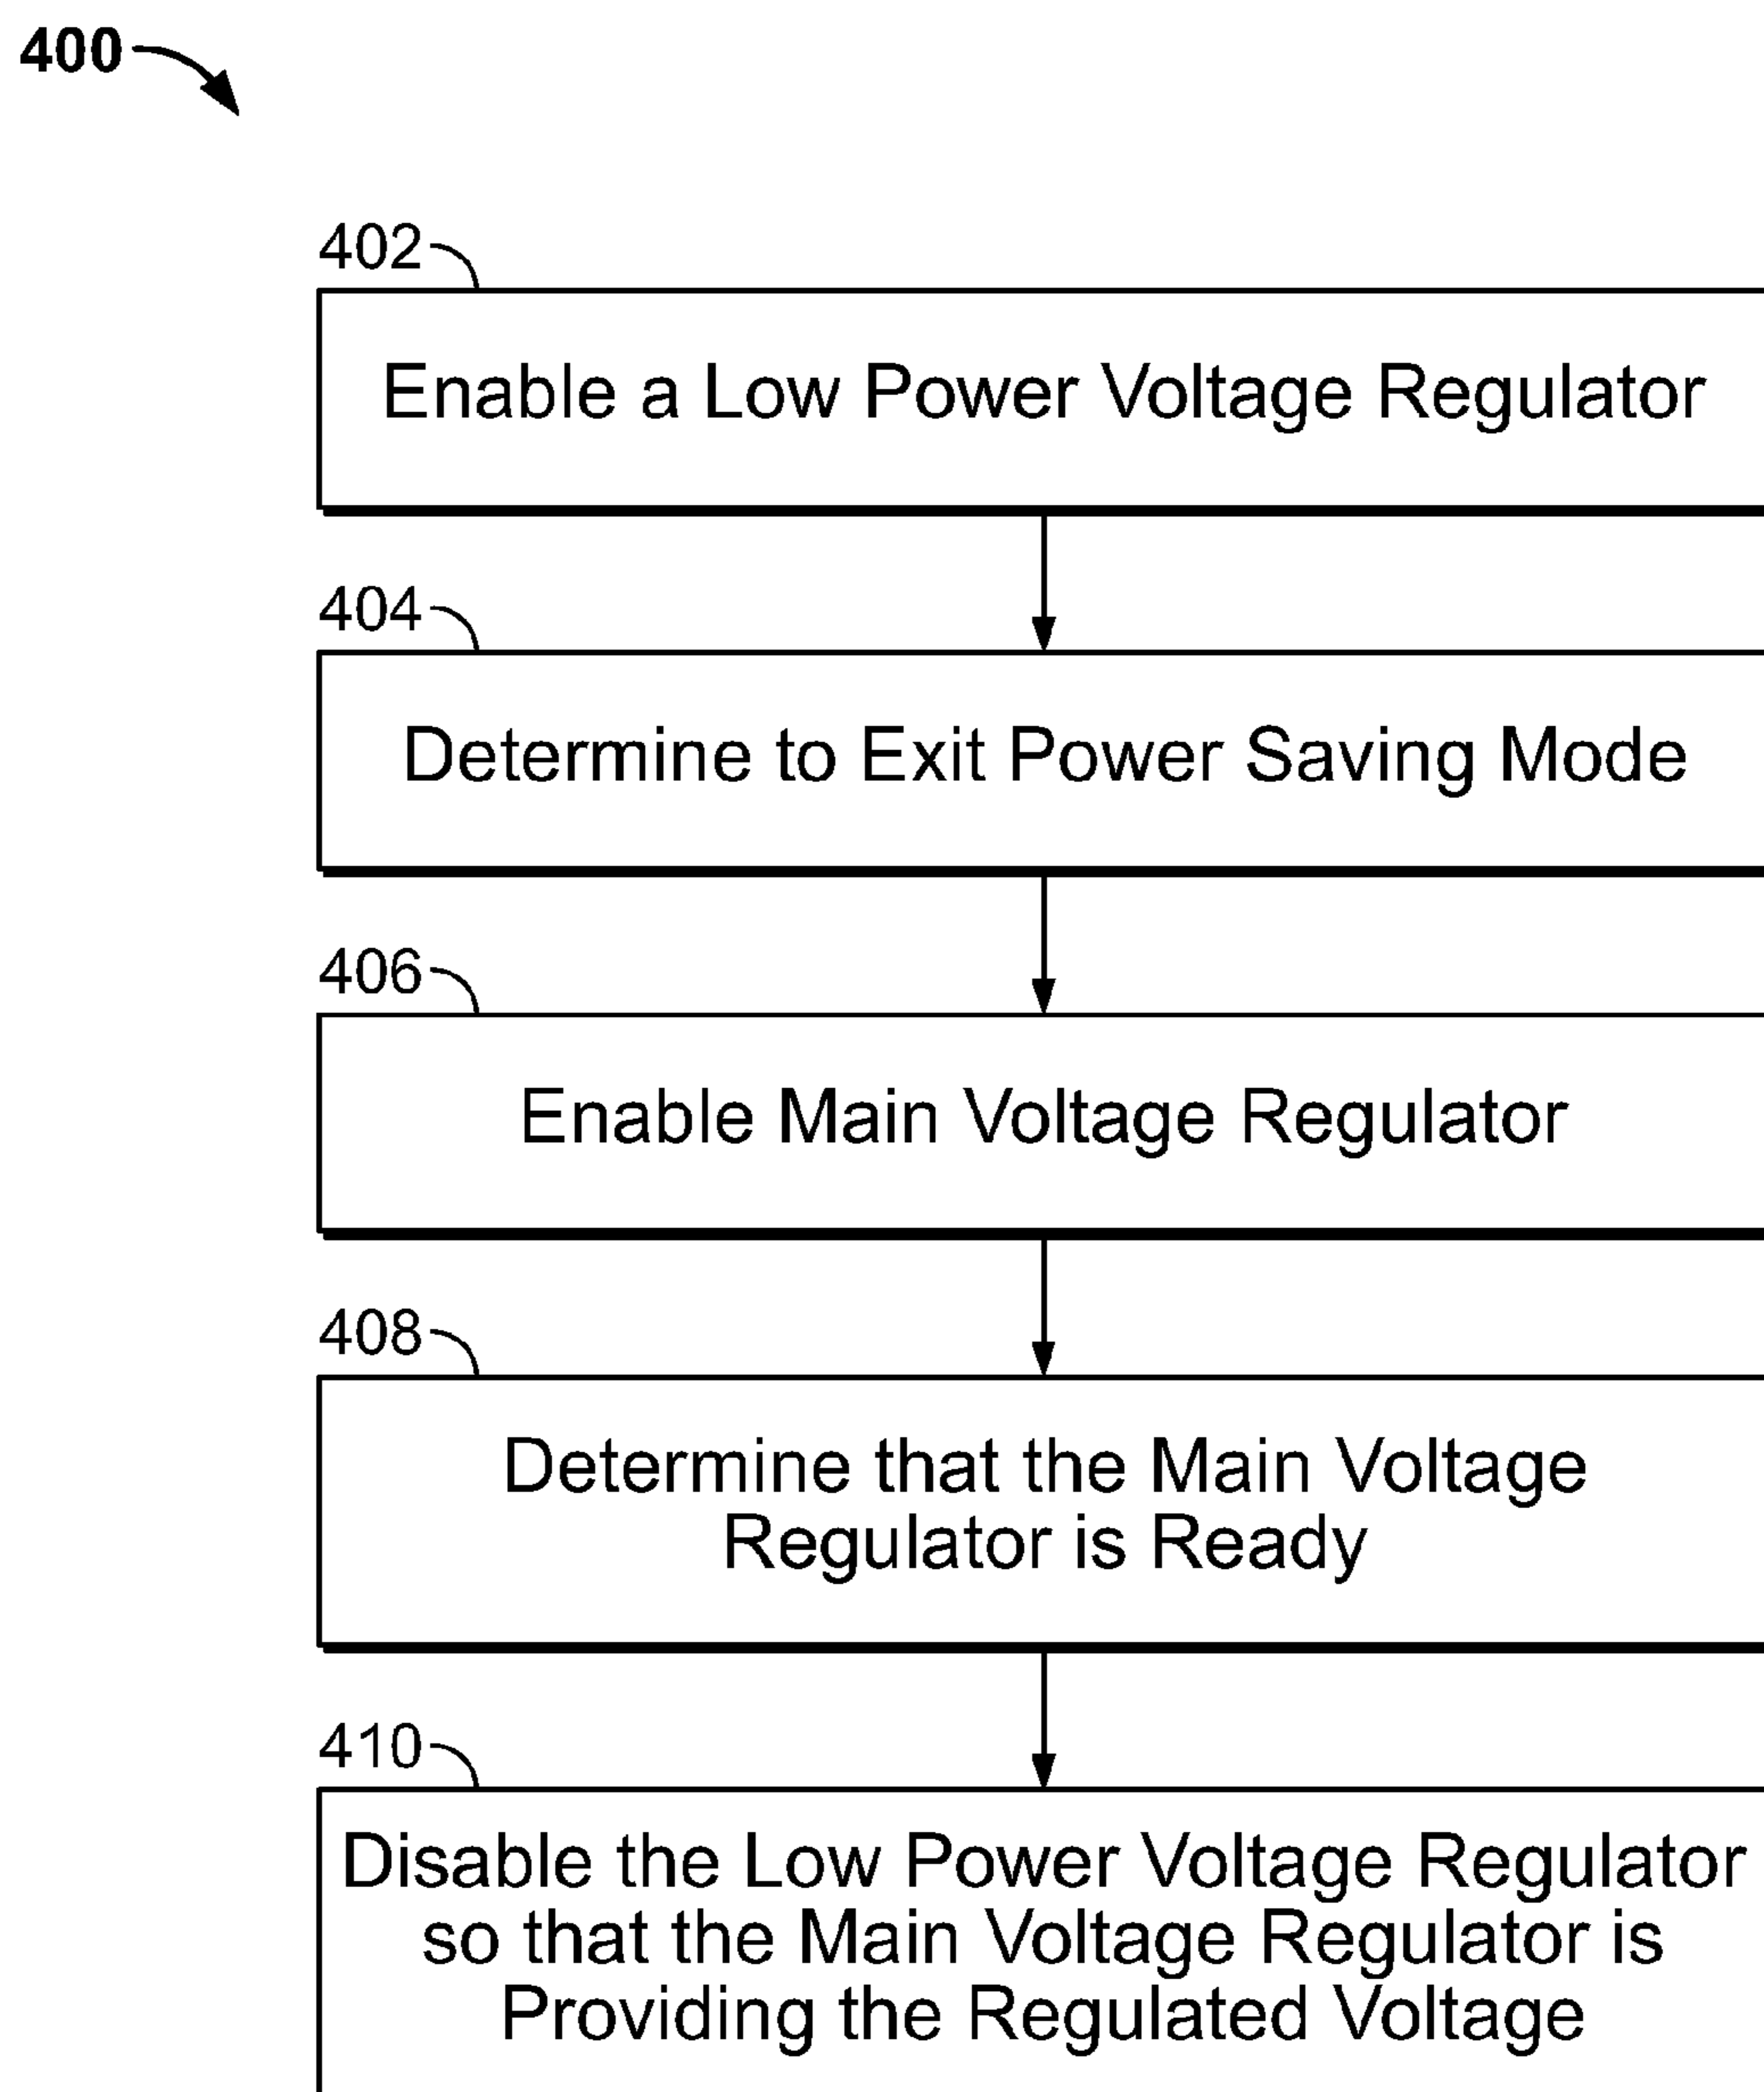 400
402
Enable a Low Power Voltage Regulator
404
Determine to Exit Power Saving Mode
406
Enable Main Voltage Regulator
408
Determine that the Main Voltage
Regulator is Ready
410
Disable the Low Power Voltage Regulator
so that the Main Voltage Regulator is
Providing the Regulated Voltage